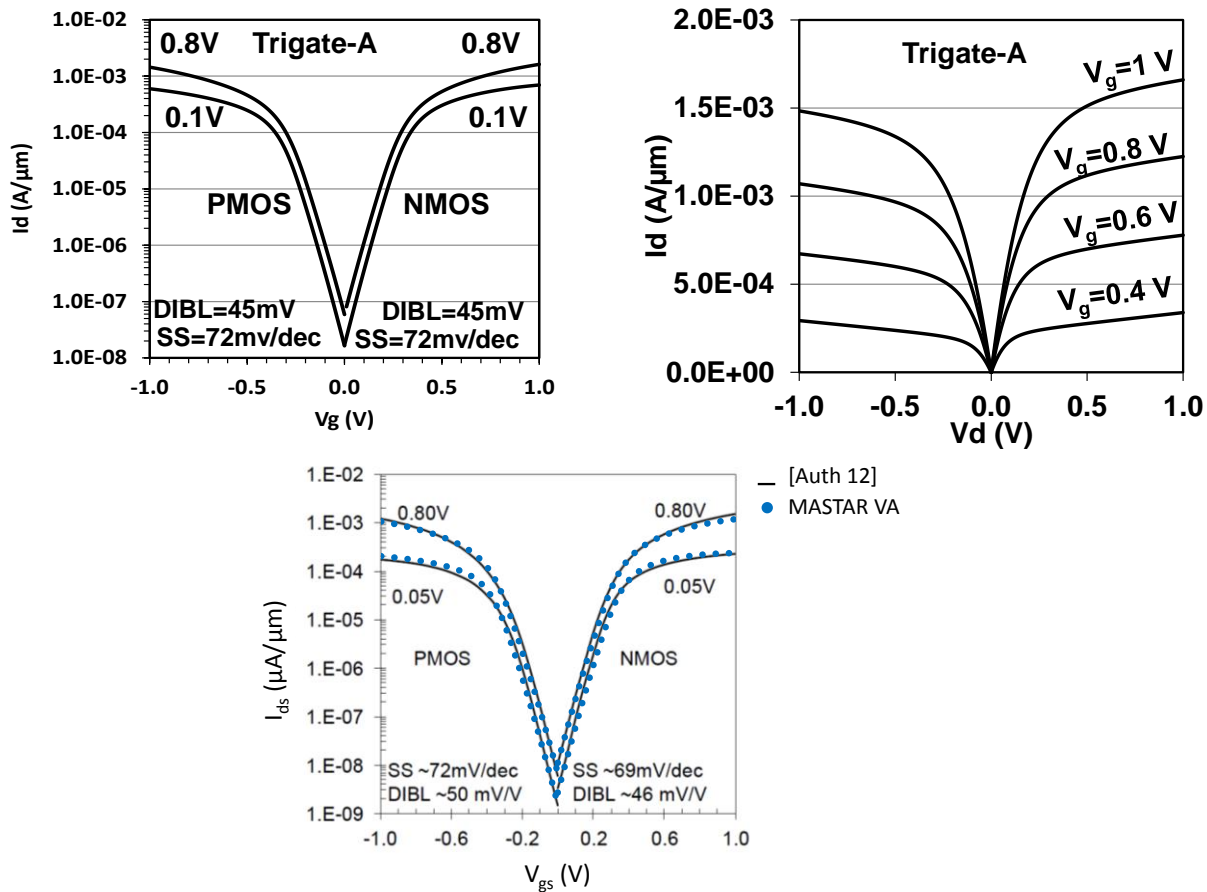 1.0E-02
1.0E-03
1.0E-04
1.0E-05
1.0E-06
1.0E-07
1.0E-08
Id (A/μm)
0.8V Trigate-A 0.8V
0.1V 0.1V
PMOS NMOS
DIBL=45mV DIBL=45mV
SS=72mv/dec SS=72mv/dec
-1.0 -0.5 0.0 0.5 1.0
Vg (V)
2.0E-03
1.5E-03
1.0E-03
5.0E-04
0.0E+00
Id (A/μm)
Trigate-A
Vg=1 V
Vg=0.8 V
Vg=0.6 V
Vg=0.4 V
-1.0 -0.5 0.0 0.5 1.0
Vd (V)
1.E-02
1.E-03
1.E-04
1.E-05
1.E-06
1.E-07
1.E-08
1.E-09
Ids (μA/μm)
0.80V 0.80V
0.05V 0.05V
PMOS NMOS
SS ~72mV/dec SS ~69mV/dec
DIBL ~50 mV/V DIBL ~46 mV/V
-1.0 -0.6 -0.2 0.2 0.6 1.0
Vgs (V)
[Auth 12]
MASTAR VA